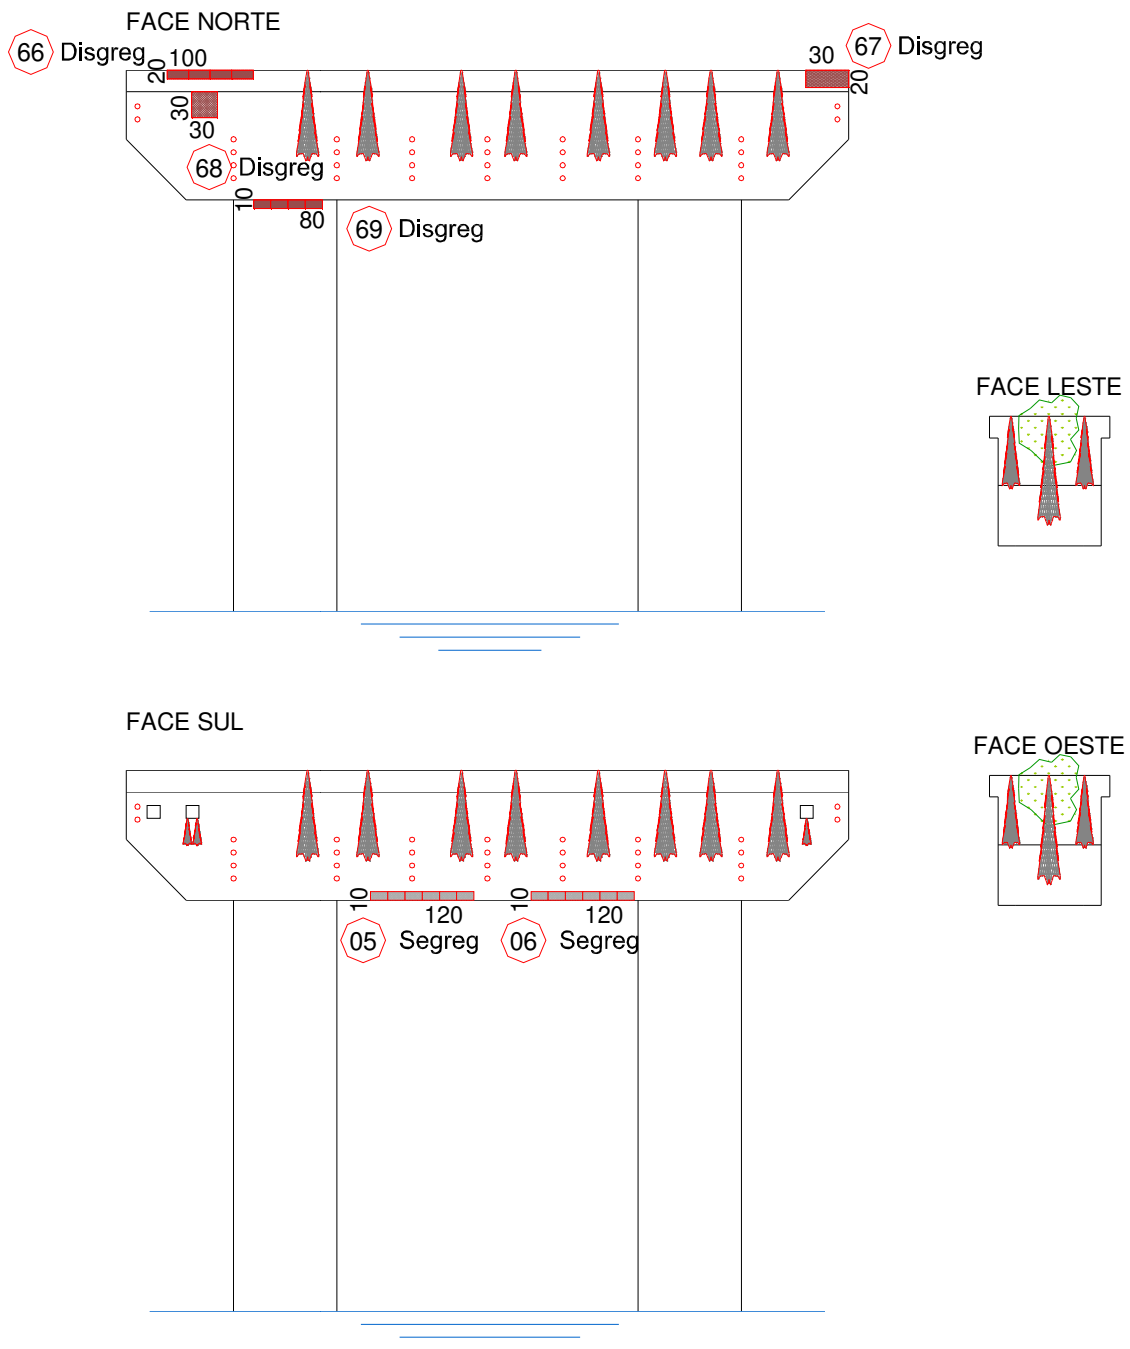 FACE NORTE
66 Disgreg
20 100
30 67 Disgreg
20
30
30
68 Disgreg
10
80
69 Disgreg
FACE LESTE
FACE SUL
FACE OESTE
10 120
10 120
05 Segreg
06 Segreg